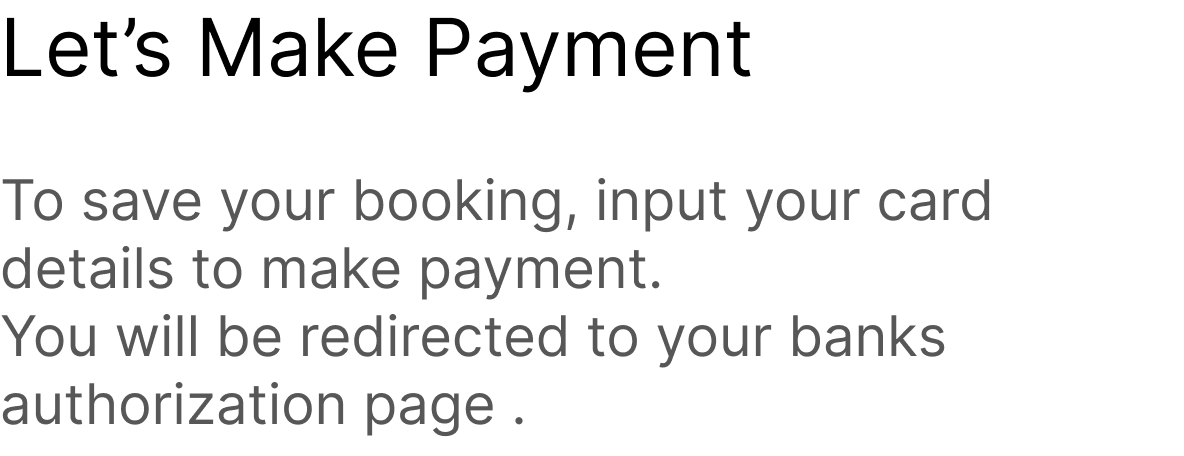 Let’s Make Payment
To save your booking, input your card
details to make payment.
You will be redirected to your banks
authorization page .